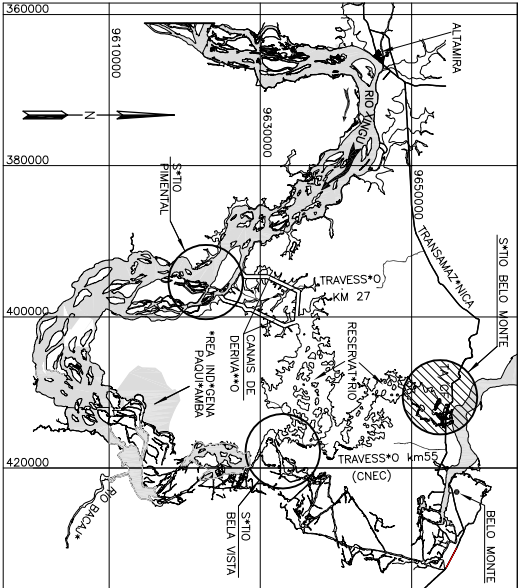 360000
380000
400000
420000
9610000
9630000
9650000
N
ALTAMIRA
RIO XINGU
TRANSAMAZ*NICA
S*TIO
PIMENTAL
S*TIO BELO MONTE
TRAVESS*O
KM 27
CANAIS DE
DERIVA**O
RESERVAT*RIO
*REA IND*GENA
PAQUI*AMBA
TRAVESS*O km55
(CNEC)
S*TIO
BELA VISTA
BELO MONTE
RIO BACAJ*